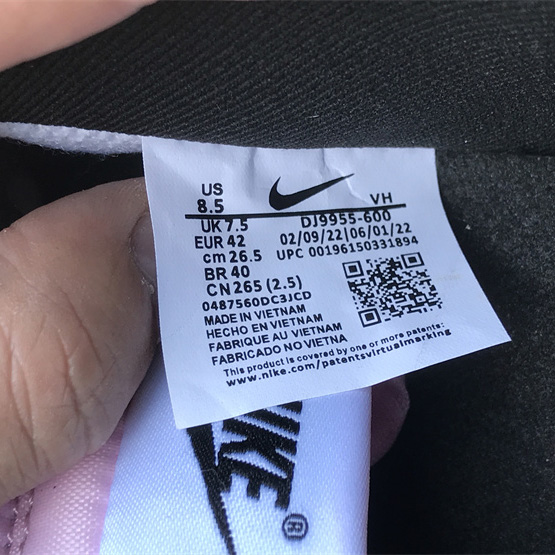 US
8.5
VH
UK 7.5
DJ9955-600
EUR 42
02/09/22|06/01/22
cm 26.5
UPC 00196150331894
BR 40
CN 265 (2.5)
0487560DC3JCD
MADE IN VIETNAM
HECHO EN VIETNAM
FABRIQUE AU VIETNAM
FABRICADO NO VIETNA
This product is covered by one or more patents:
www.nike.com/patentsvirtualmarking
NIKE
®